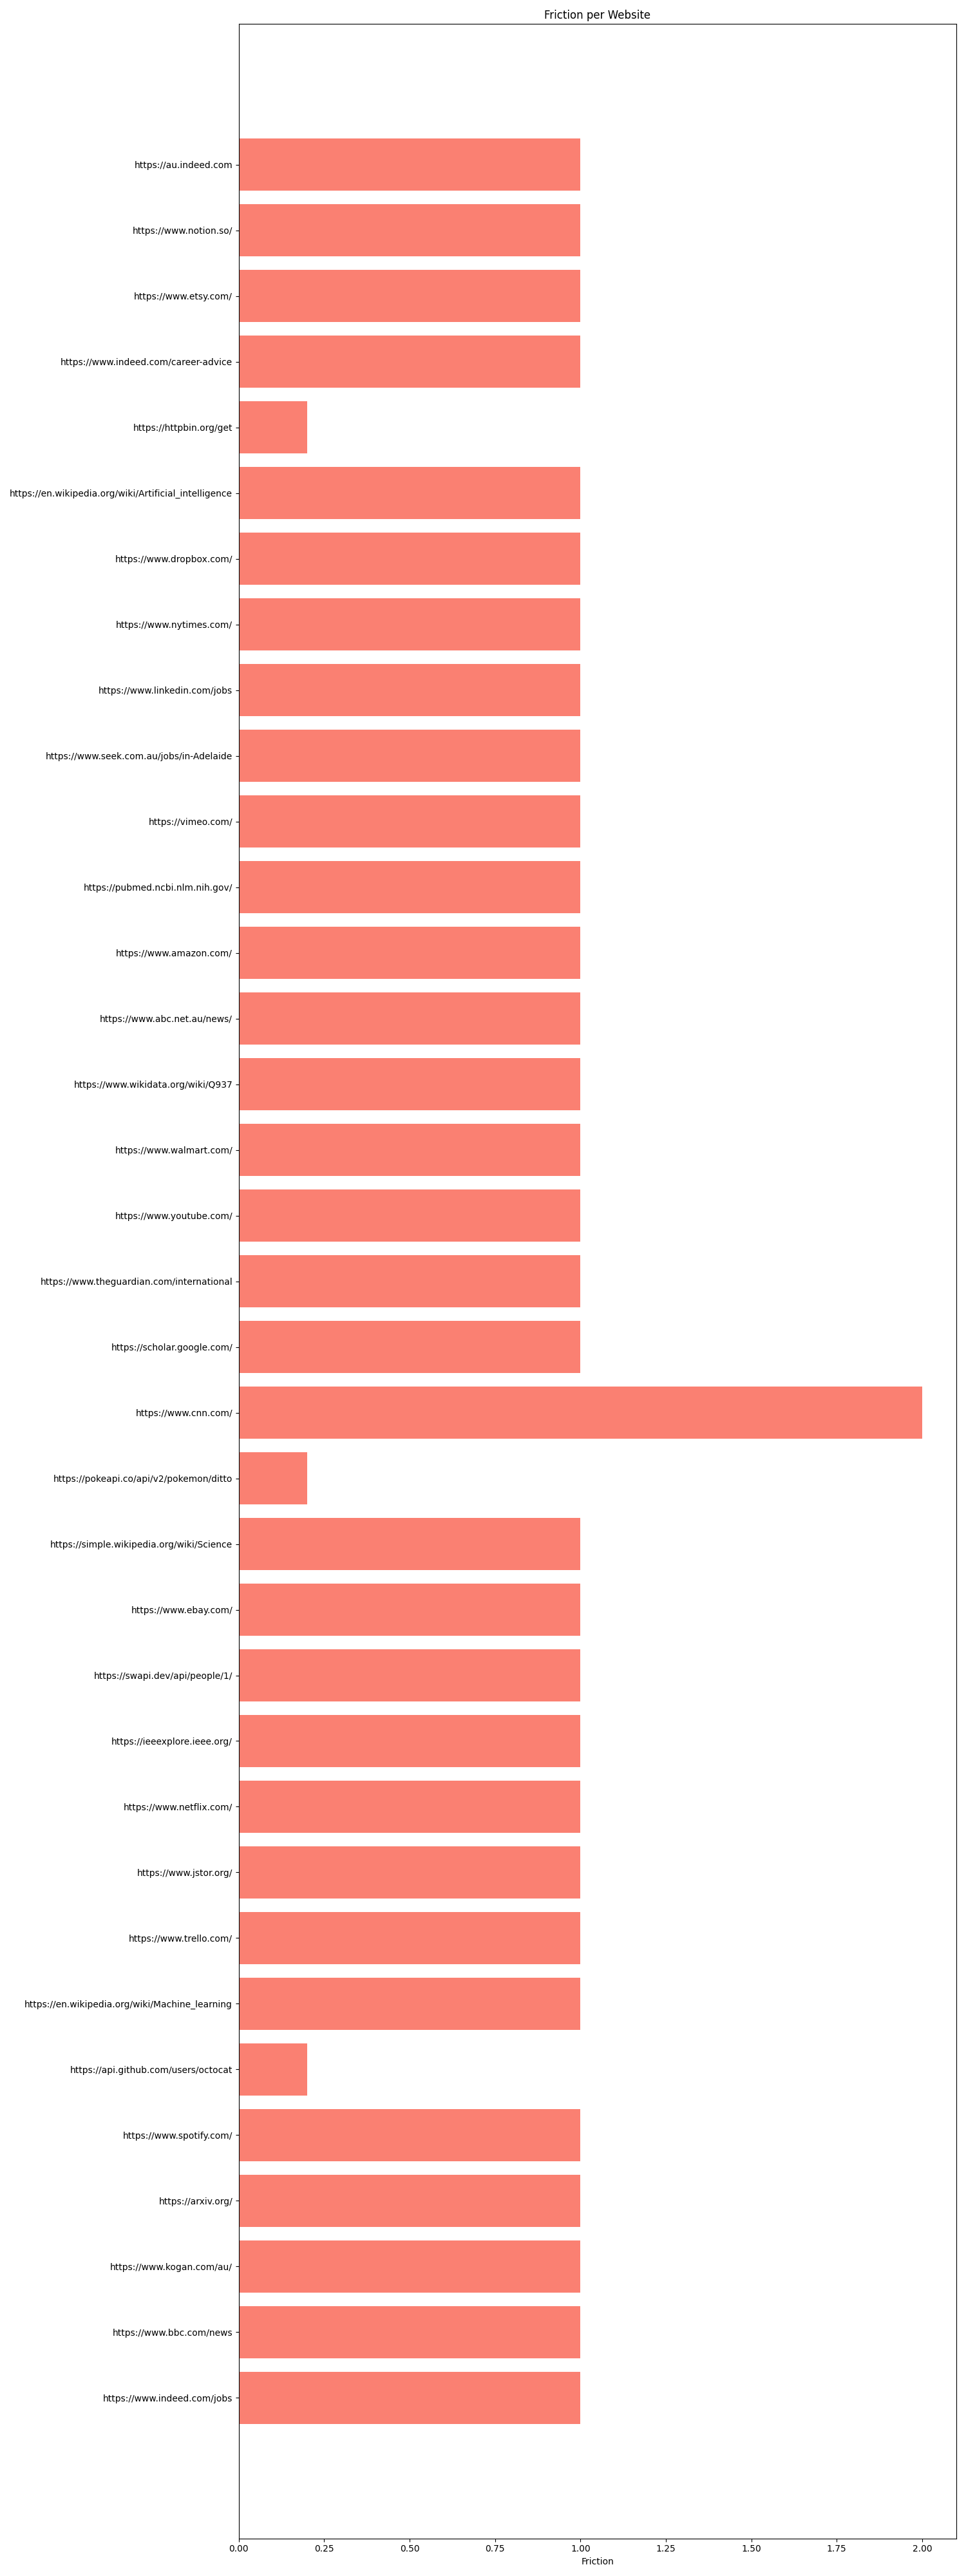 Friction per Website
https://au.indeed.com
https://www.notion.so/
https://www.etsy.com/
https://www.indeed.com/career-advice
https://httpbin.org/get
https://en.wikipedia.org/wiki/Artificial_intelligence
https://www.dropbox.com/
https://www.nytimes.com/
https://www.linkedin.com/jobs
https://www.seek.com.au/jobs/in-Adelaide
https://vimeo.com/
https://pubmed.ncbi.nlm.nih.gov/
https://www.amazon.com/
https://www.abc.net.au/news/
https://www.wikidata.org/wiki/Q937
https://www.walmart.com/
https://www.youtube.com/
https://www.theguardian.com/international
https://scholar.google.com/
https://www.cnn.com/
https://pokeapi.co/api/v2/pokemon/ditto
https://simple.wikipedia.org/wiki/Science
https://www.ebay.com/
https://swapi.dev/api/people/1/
https://ieeexplore.ieee.org/
https://www.netflix.com/
https://www.jstor.org/
https://www.trello.com/
https://en.wikipedia.org/wiki/Machine_learning
https://api.github.com/users/octocat
https://www.spotify.com/
https://arxiv.org/
https://www.kogan.com/au/
https://www.bbc.com/news
https://www.indeed.com/jobs
0.00 0.25 0.50 0.75 1.00 1.25 1.50 1.75 2.00
Friction